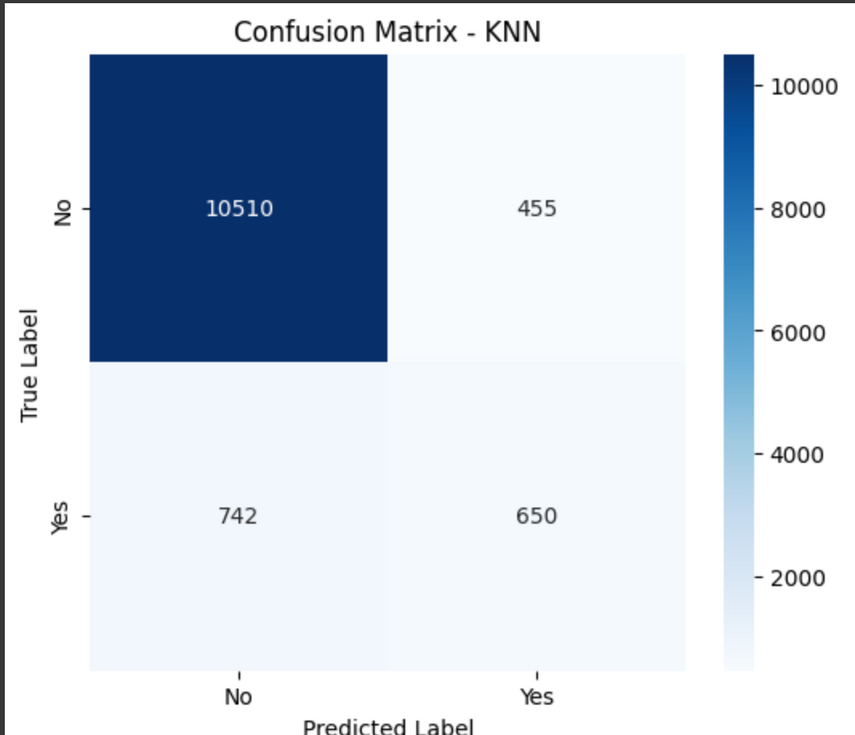 Confusion Matrix - KNN
10000
No
10510
455
8000
6000
True Label
4000
Yes
742
650
2000
No
Yes
Predicted Label